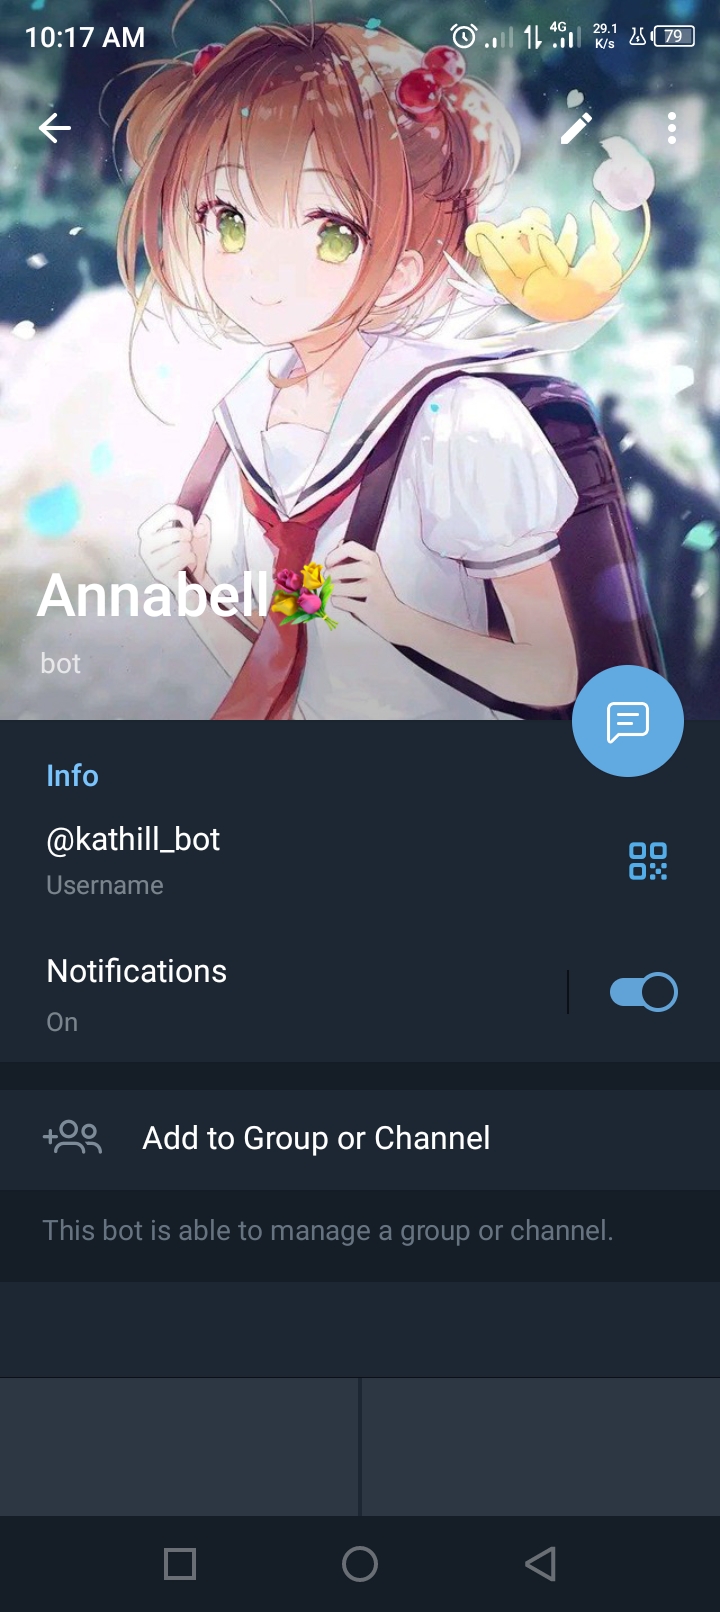 10:17 AM
4G
29.1
K/s
79
Annabell💐
bot
Info
@kathill_bot
Username
Notifications
On
Add to Group or Channel
This bot is able to manage a group or channel.